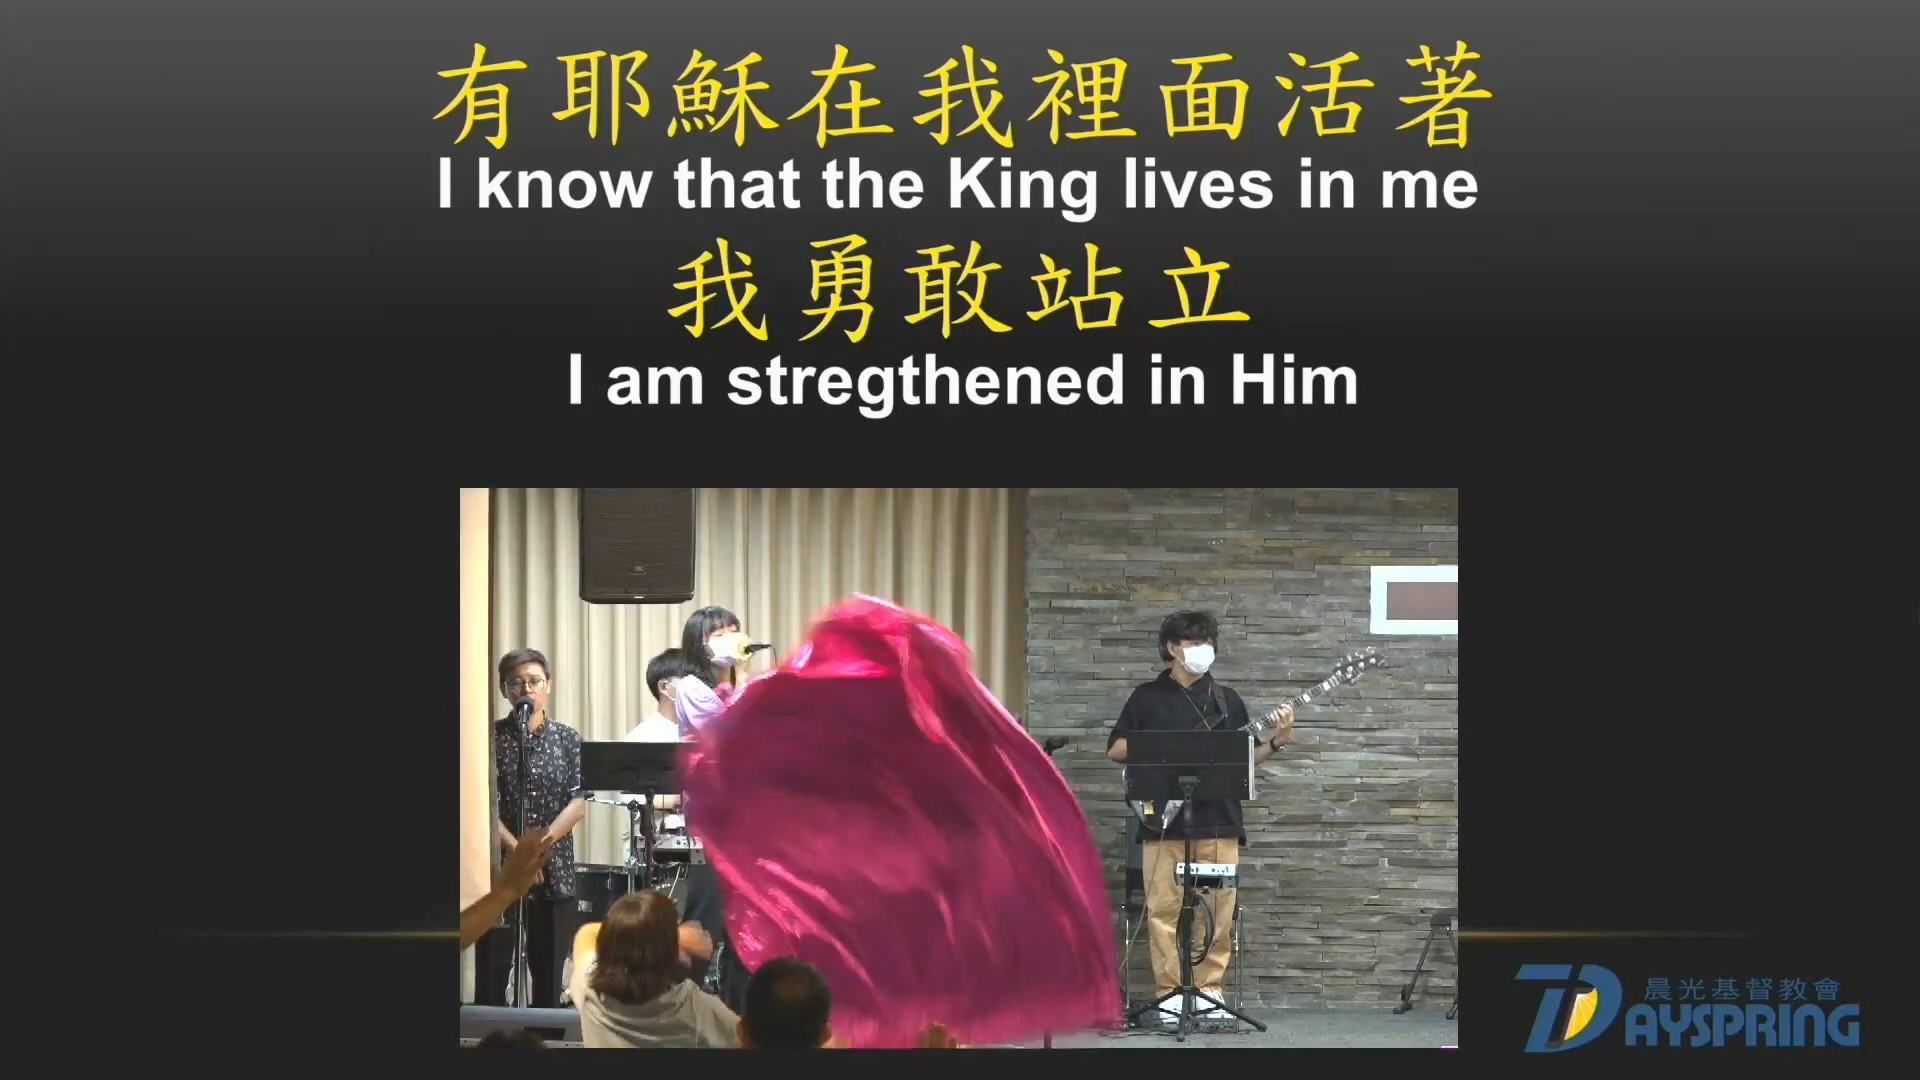 有耶穌在我裡面活著
I know that the King lives in me
我勇敢站立
I am stregthened in Him
晨光基督教會
DAYSPRING